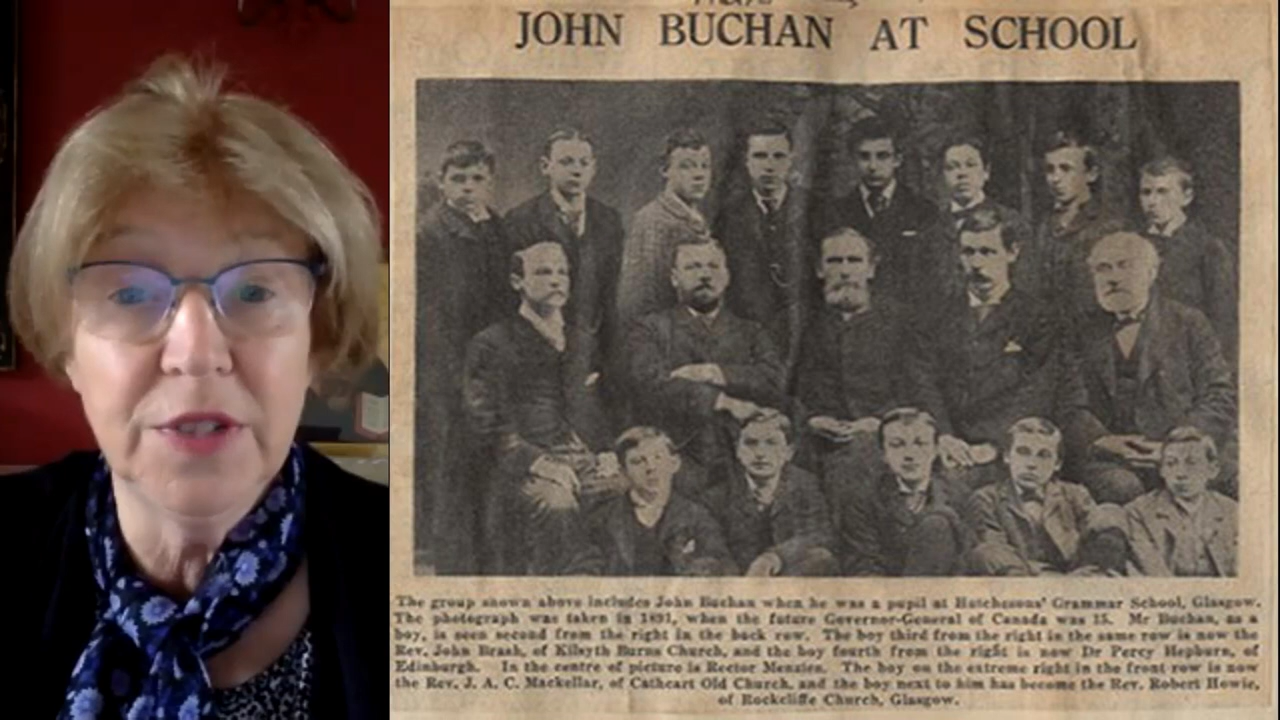 JOHN BUCHAN AT SCHOOL
The group shown above includes John Buchan when he was a pupil at Hutchesons' Grammar School, Glasgow.
The photograph was taken in 1891, when the future Governor-General of Canada was 15. Mr Buchan, as a
boy, is seen second from the right in the back row. The boy third from the right in the same row is now the
Rev. John Brash, of Kilsyth Burns Church, and the boy fourth from the right is now Dr Percy Hepburn, of
Edinburgh. In the centre of picture is Rector Menzies. The boy on the extreme right in the front row is now
the Rev. J. A. C. Mackellar, of Cathcart Old Church, and the boy next to him has become the Rev. Robert Howie,
of Rockcliffe Church, Glasgow.